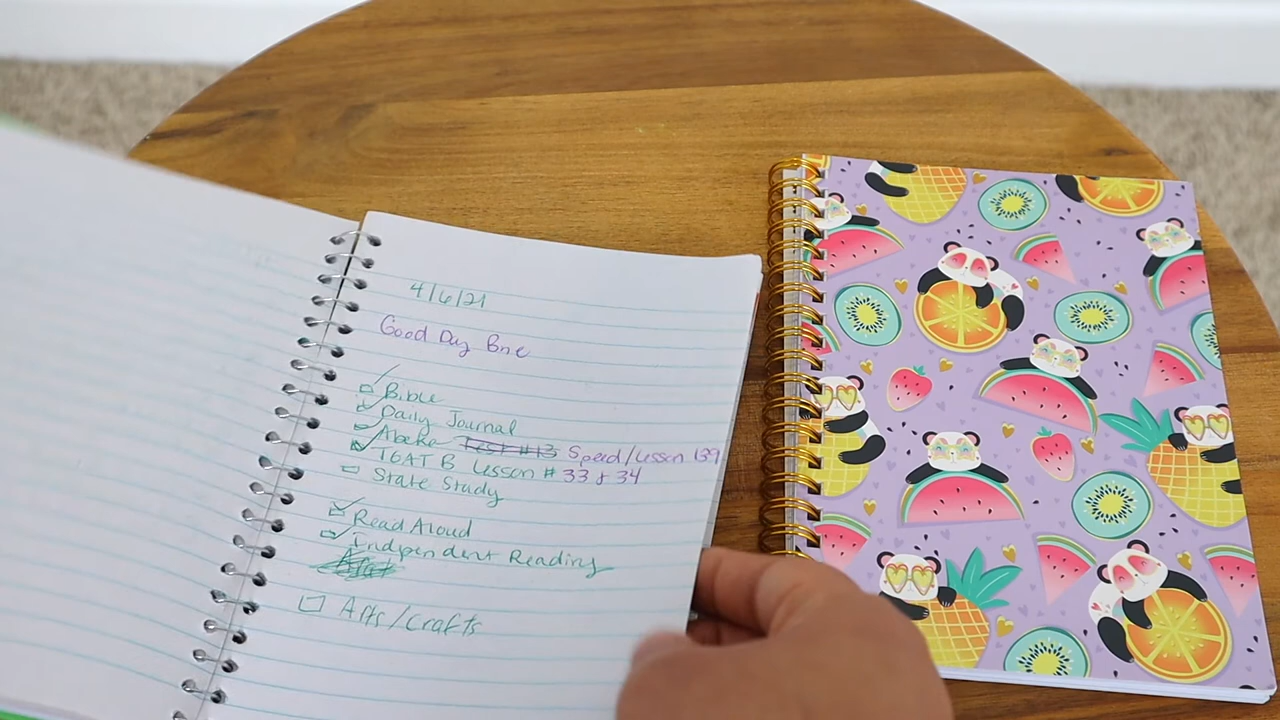 4/6/21
Good Day Brie
Bible
Daily Journal
Abeka Test #13 Speed/Lesson 139
TGATB Lesson # 33 & 34
State Study
Read Aloud
Independent Reading
Arts/Crafts